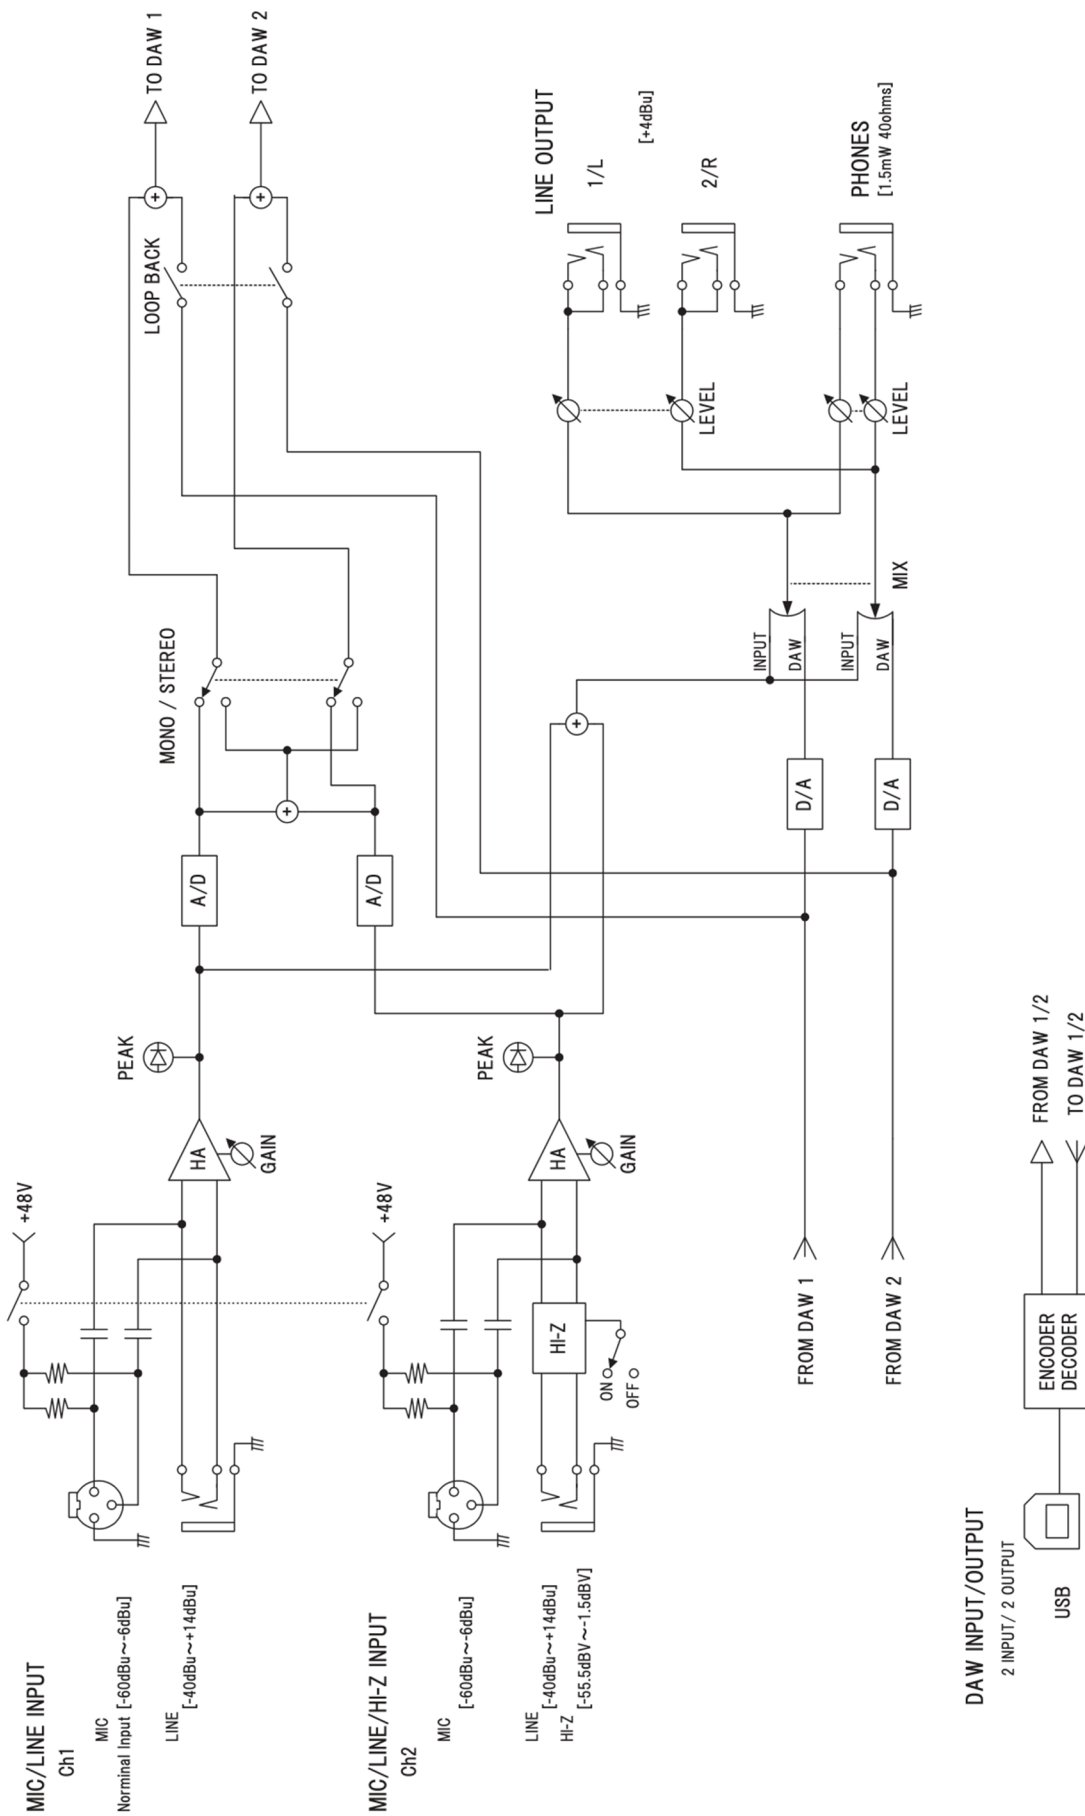 MIC/LINE INPUT
Ch1
MIC
Norminal Input [-60dBu～-6dBu]
LINE [-40dBu～+14dBu]
+48V
HA
GAIN
PEAK
A/D
MONO / STEREO
LOOP BACK
TO DAW 1
TO DAW 2
MIC/LINE/HI-Z INPUT
Ch2
MIC [-60dBu～-6dBu]
LINE [-40dBu～+14dBu]
HI-Z [-55.5dBV～-1.5dBV]
+48V
HI-Z
ON
OFF
HA
GAIN
PEAK
A/D
LINE OUTPUT
1/L
[+4dBu]
2/R
LEVEL
PHONES
[1.5mW 40ohms]
LEVEL
MIX
INPUT
DAW
INPUT
DAW
D/A
D/A
FROM DAW 1
FROM DAW 2
DAW INPUT/OUTPUT
2 INPUT/ 2 OUTPUT
USB
ENCODER
DECODER
FROM DAW 1/2
TO DAW 1/2